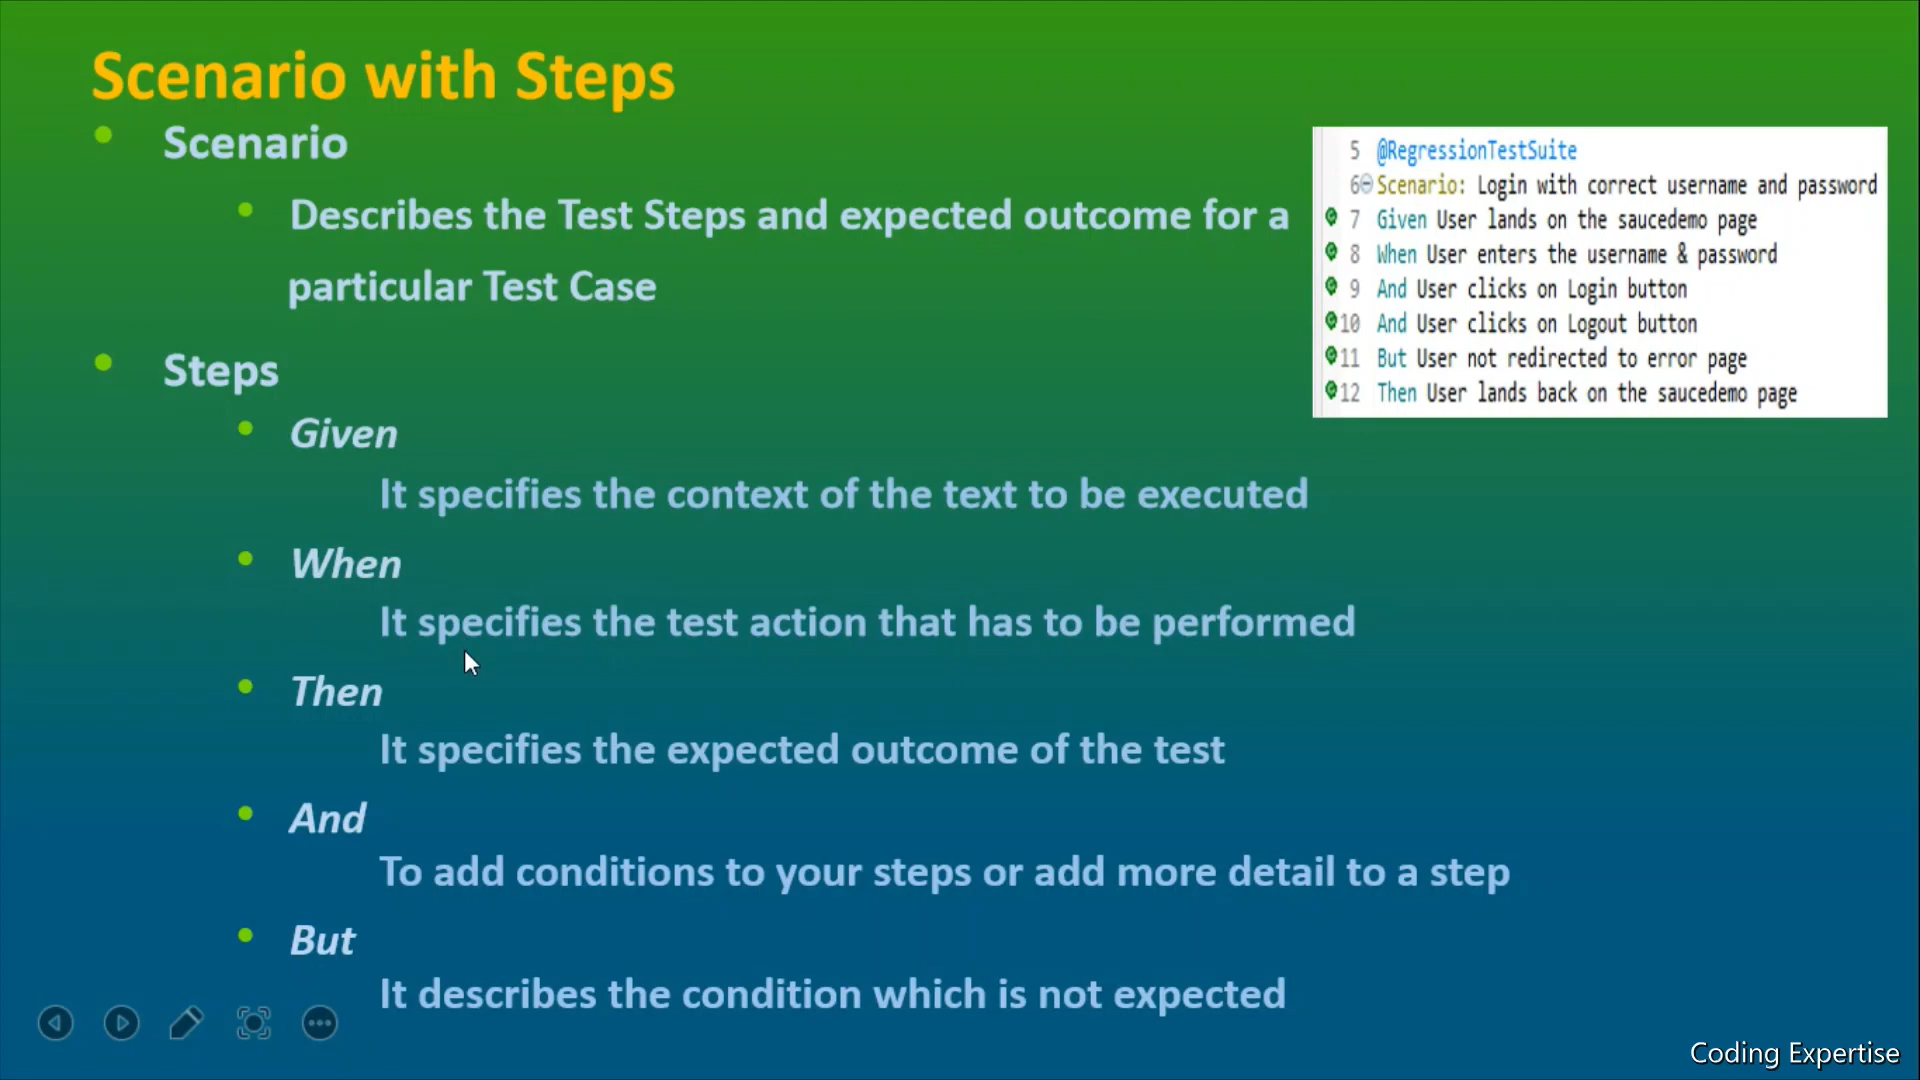 Scenario with Steps
Scenario
Describes the Test Steps and expected outcome for a
particular Test Case
Steps
Given
It specifies the context of the text to be executed
When
It specifies the test action that has to be performed
Then
It specifies the expected outcome of the test
And
To add conditions to your steps or add more detail to a step
But
It describes the condition which is not expected
5 @RegressionTestSuite
6 Scenario: Login with correct username and password
7 Given User lands on the saucedemo page
8 When User enters the username & password
9 And User clicks on Login button
10 And User clicks on Logout button
11 But User not redirected to error page
12 Then User lands back on the saucedemo page
Coding Expertise